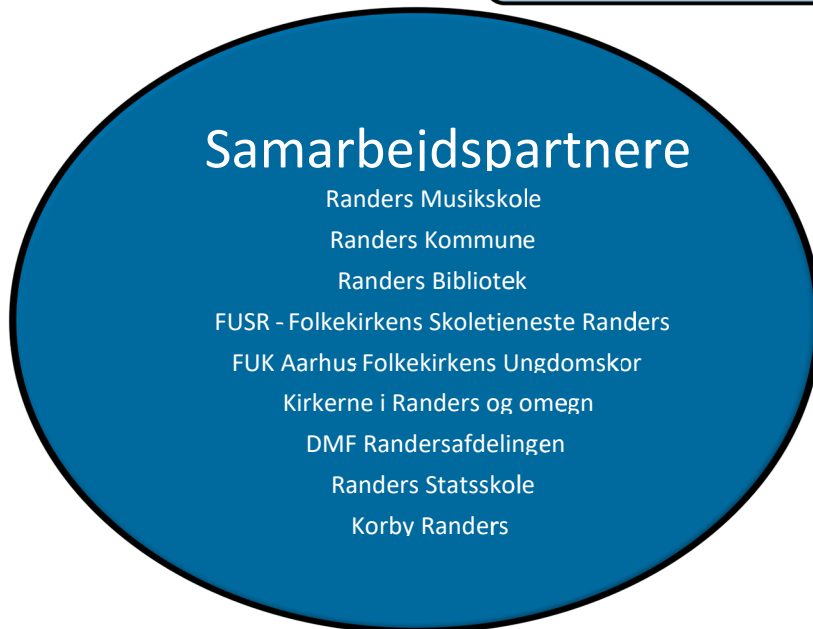 Samarbejdspartnere
Randers Musikskole
Randers Kommune
Randers Bibliotek
FUSR - Folkekirkens Skoletjeneste Randers
FUK Aarhus-Folkekirkens Ungdomskor
Kirkerne i Randers og omegn
DMF Randersafdelingen
Randers Statsskole
Korby Randers